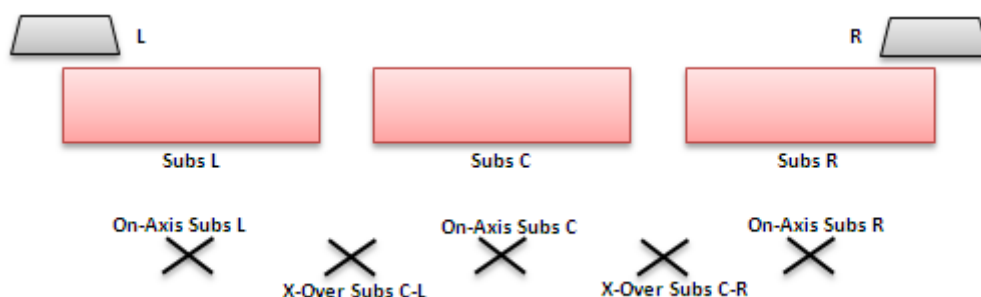 L
R
Subs L
Subs C
Subs R
On-Axis Subs L
On-Axis Subs C
On-Axis Subs R
X-Over Subs C-L
X-Over Subs C-R